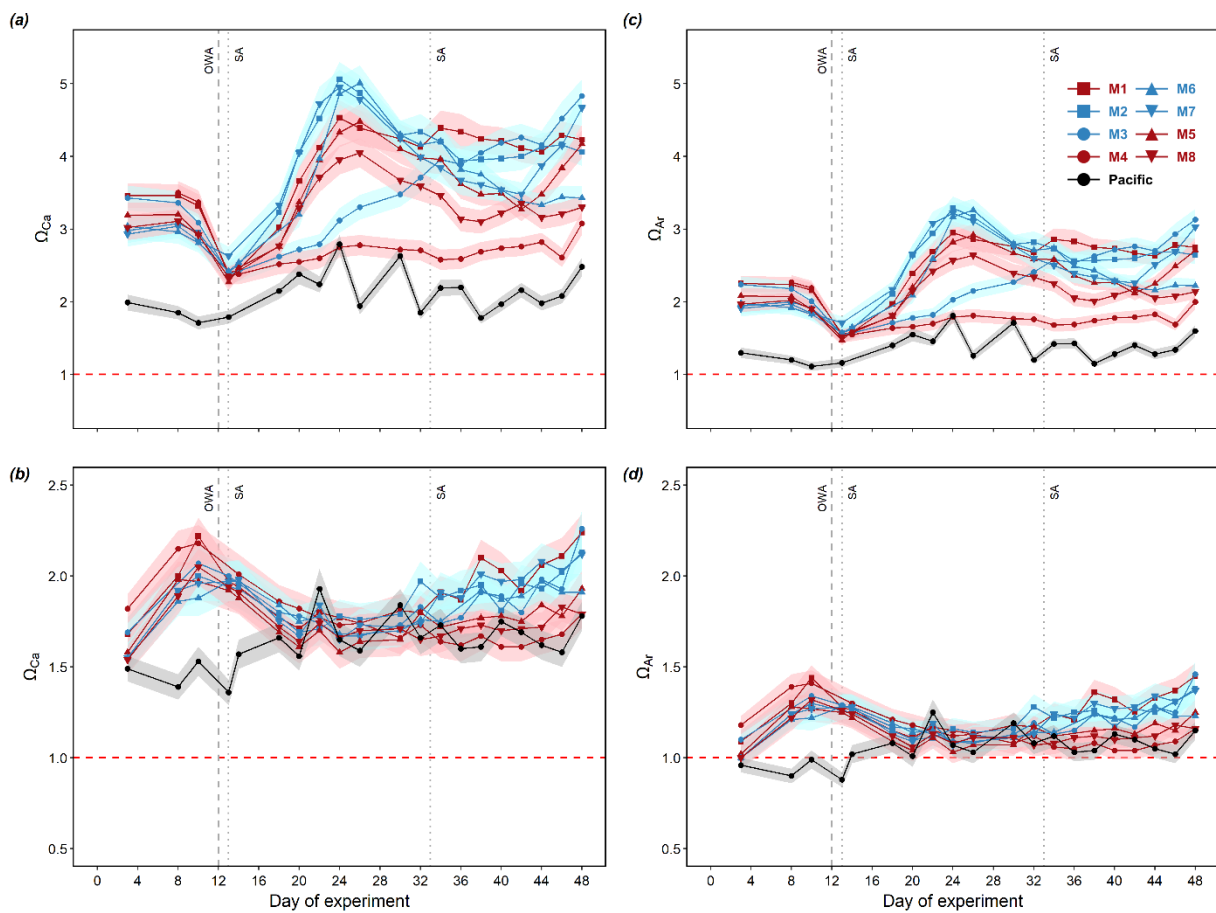 (a)
OWA
SA
SA
Ω_Ca
5
4
3
2
1
(c)
OWA
SA
SA
Ω_Ar
5
4
3
2
1
M1 M6
M2 M7
M3 M5
M4 M8
Pacific
(b)
OWA
SA
SA
Ω_Ca
2.5
2.0
1.5
1.0
0.5
0 4 8 12 16 20 24 28 32 36 40 44 48
Day of experiment
(d)
OWA
SA
SA
Ω_Ar
2.5
2.0
1.5
1.0
0.5
0 4 8 12 16 20 24 28 32 36 40 44 48
Day of experiment